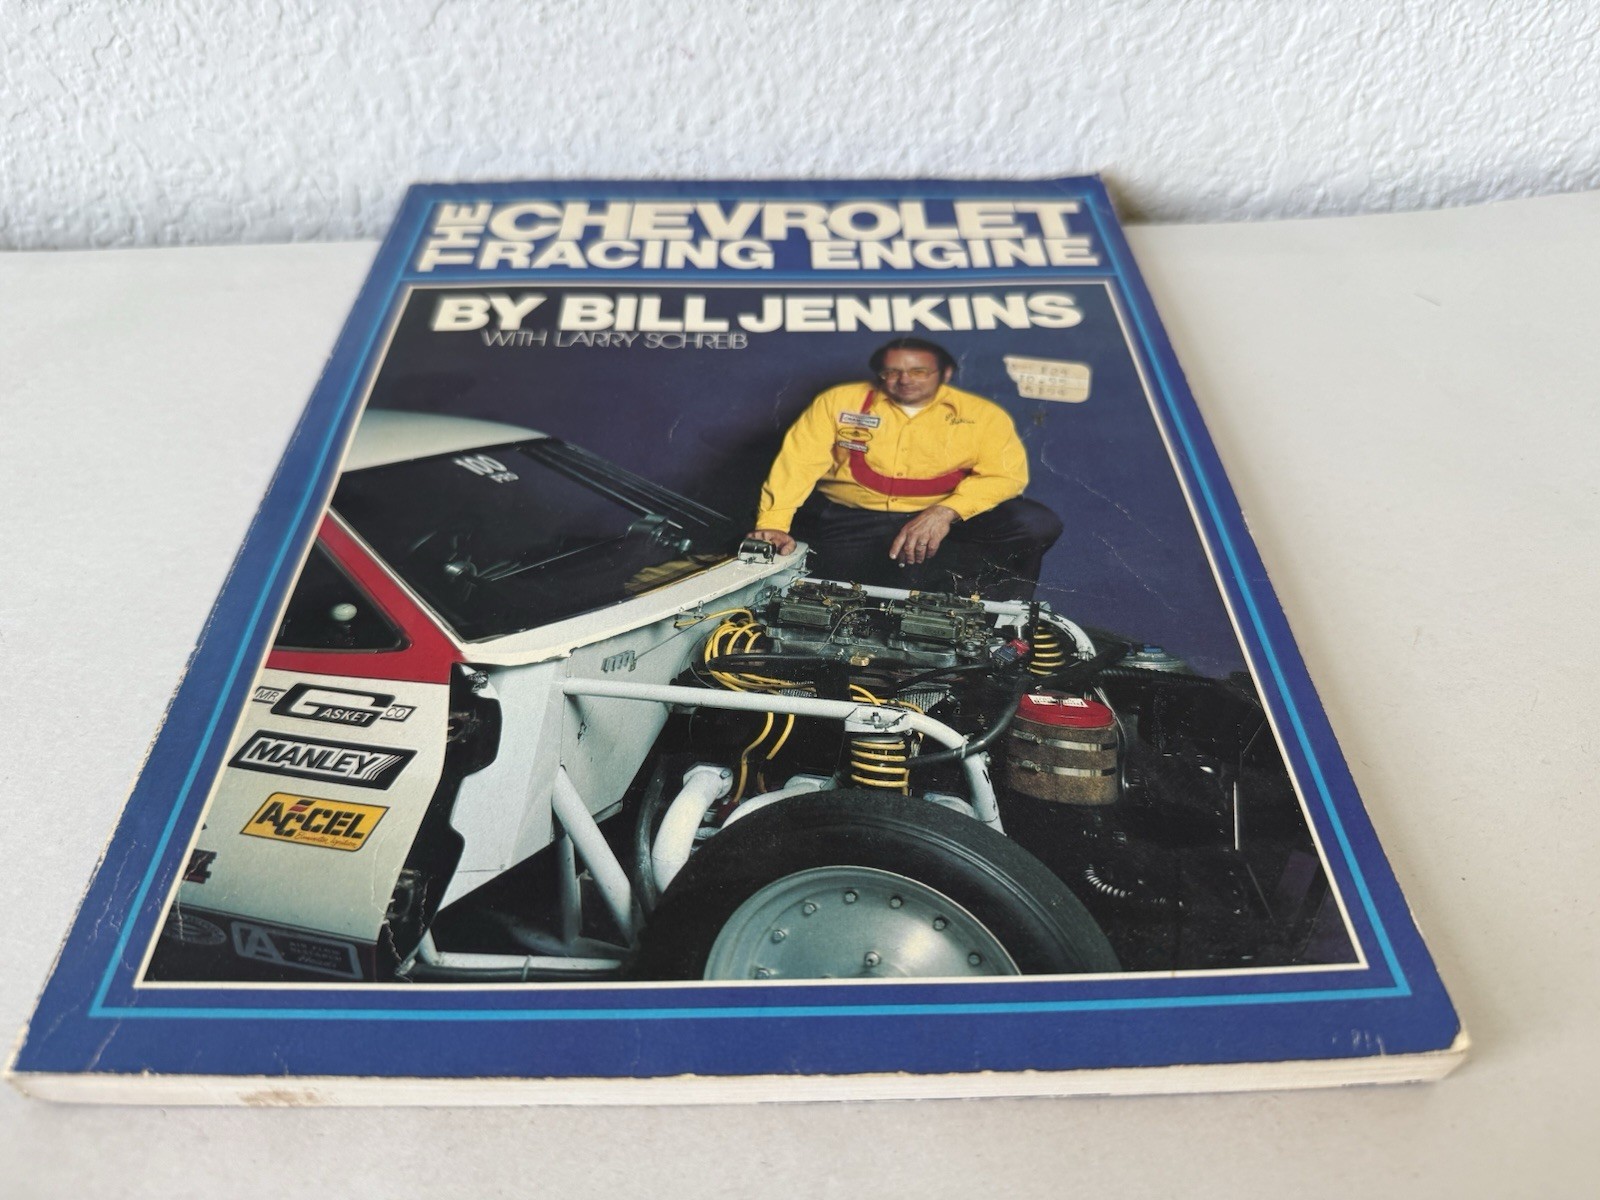 THE CHEVROLET
RACING ENGINE
BY BILL JENKINS
WITH LARRY SCHREIB
MR. GASKET CO
MANLEY
ACCEL